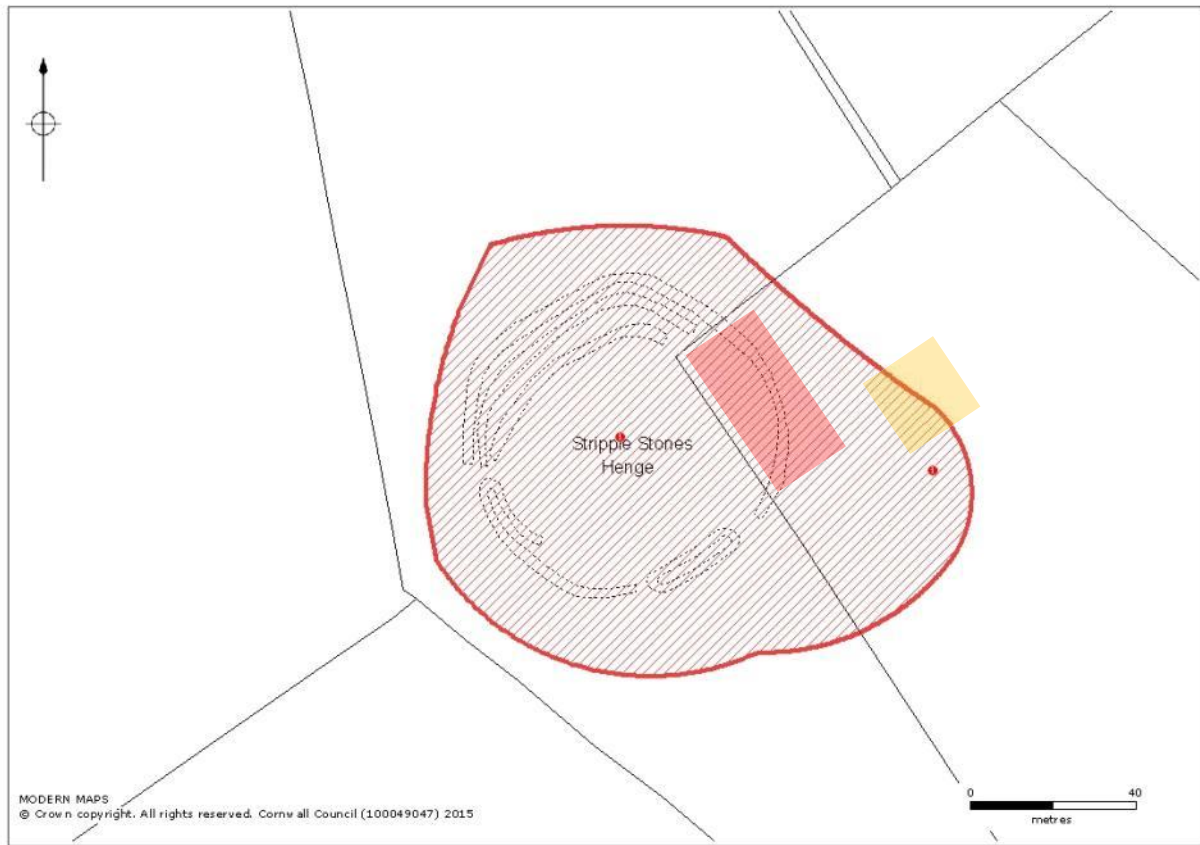 Stripple Stones
Henge
MODERN MAPS
© Crown copyright. All rights reserved. Cornwall Council (100049047) 2015
0 40
metres